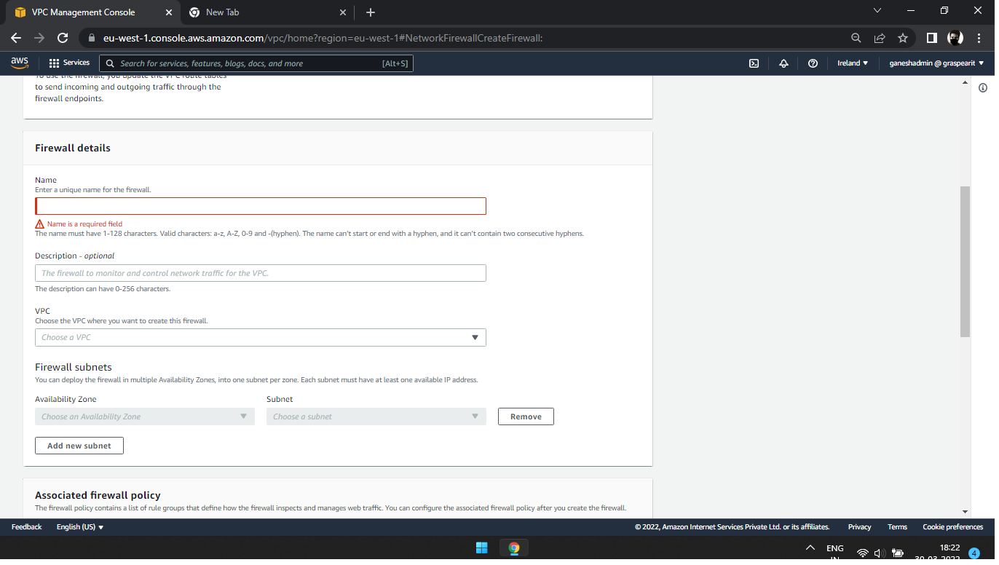 VPC Management Console
New Tab
eu-west-1.console.aws.amazon.com/vpc/home?region=eu-west-1#NetworkFirewallCreateFirewall:
aws
Services
Search for services, features, blogs, docs, and more
[Alt+S]
Ireland
ganeshadmin @ graspearit
To use the firewall, you update the VPC route tables
to send incoming and outgoing traffic through the
firewall endpoints.
Firewall details
Name
Enter a unique name for the firewall.
Name is a required field
The name must have 1-128 characters. Valid characters: a-z, A-Z, 0-9 and -(hyphen). The name can't start or end with a hyphen, and it can't contain two consecutive hyphens.
Description - optional
The firewall to monitor and control network traffic for the VPC.
The description can have 0-256 characters.
VPC
Choose the VPC where you want to create this firewall.
Choose a VPC
Firewall subnets
You can deploy the firewall in multiple Availability Zones, into one subnet per zone. Each subnet must have at least one available IP address.
Availability Zone
Subnet
Choose an Availability Zone
Choose a subnet
Remove
Add new subnet
Associated firewall policy
The firewall policy contains a list of rule groups that define how the firewall inspects and manages web traffic. You can configure the associated firewall policy after you create the firewall.
Feedback
English (US)
© 2022, Amazon Internet Services Private Ltd. or its affiliates.
Privacy
Terms
Cookie preferences
ENG
IN
18:22
30-03-2022
4